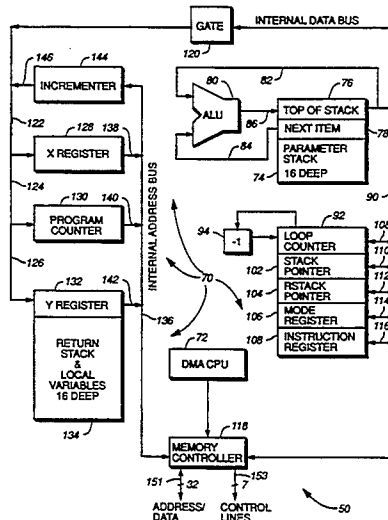 GATE
120
INTERNAL DATA BUS
146
144
INCREMENTER
122
128
138
X REGISTER
124
130
140
PROGRAM
COUNTER
126
132
142
Y REGISTER
136
RETURN
STACK
&
LOCAL
VARIABLES
16 DEEP
134
INTERNAL ADDRESS BUS
80
82
76
ALU
TOP OF STACK
86
78
NEXT ITEM
84
PARAMETER
STACK
74
16 DEEP
90
92
94
-1
LOOP
COUNTER
110
102
STACK
POINTER
112
104
RSTACK
POINTER
114
106
MODE
REGISTER
116
108
INSTRUCTION
REGISTER
70
72
DMA CPU
118
MEMORY
CONTROLLER
151
32
153
7
ADDRESS/
DATA
CONTROL
LINES
50